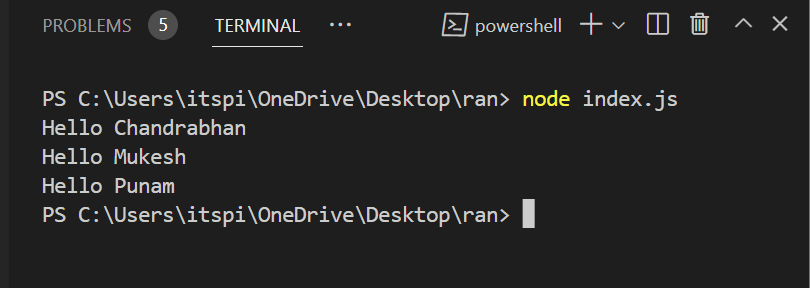 PROBLEMS 5 TERMINAL ··· powershell
PS C:\Users\itspi\OneDrive\Desktop\ran> node index.js
Hello Chandrabhan
Hello Mukesh
Hello Punam
PS C:\Users\itspi\OneDrive\Desktop\ran>